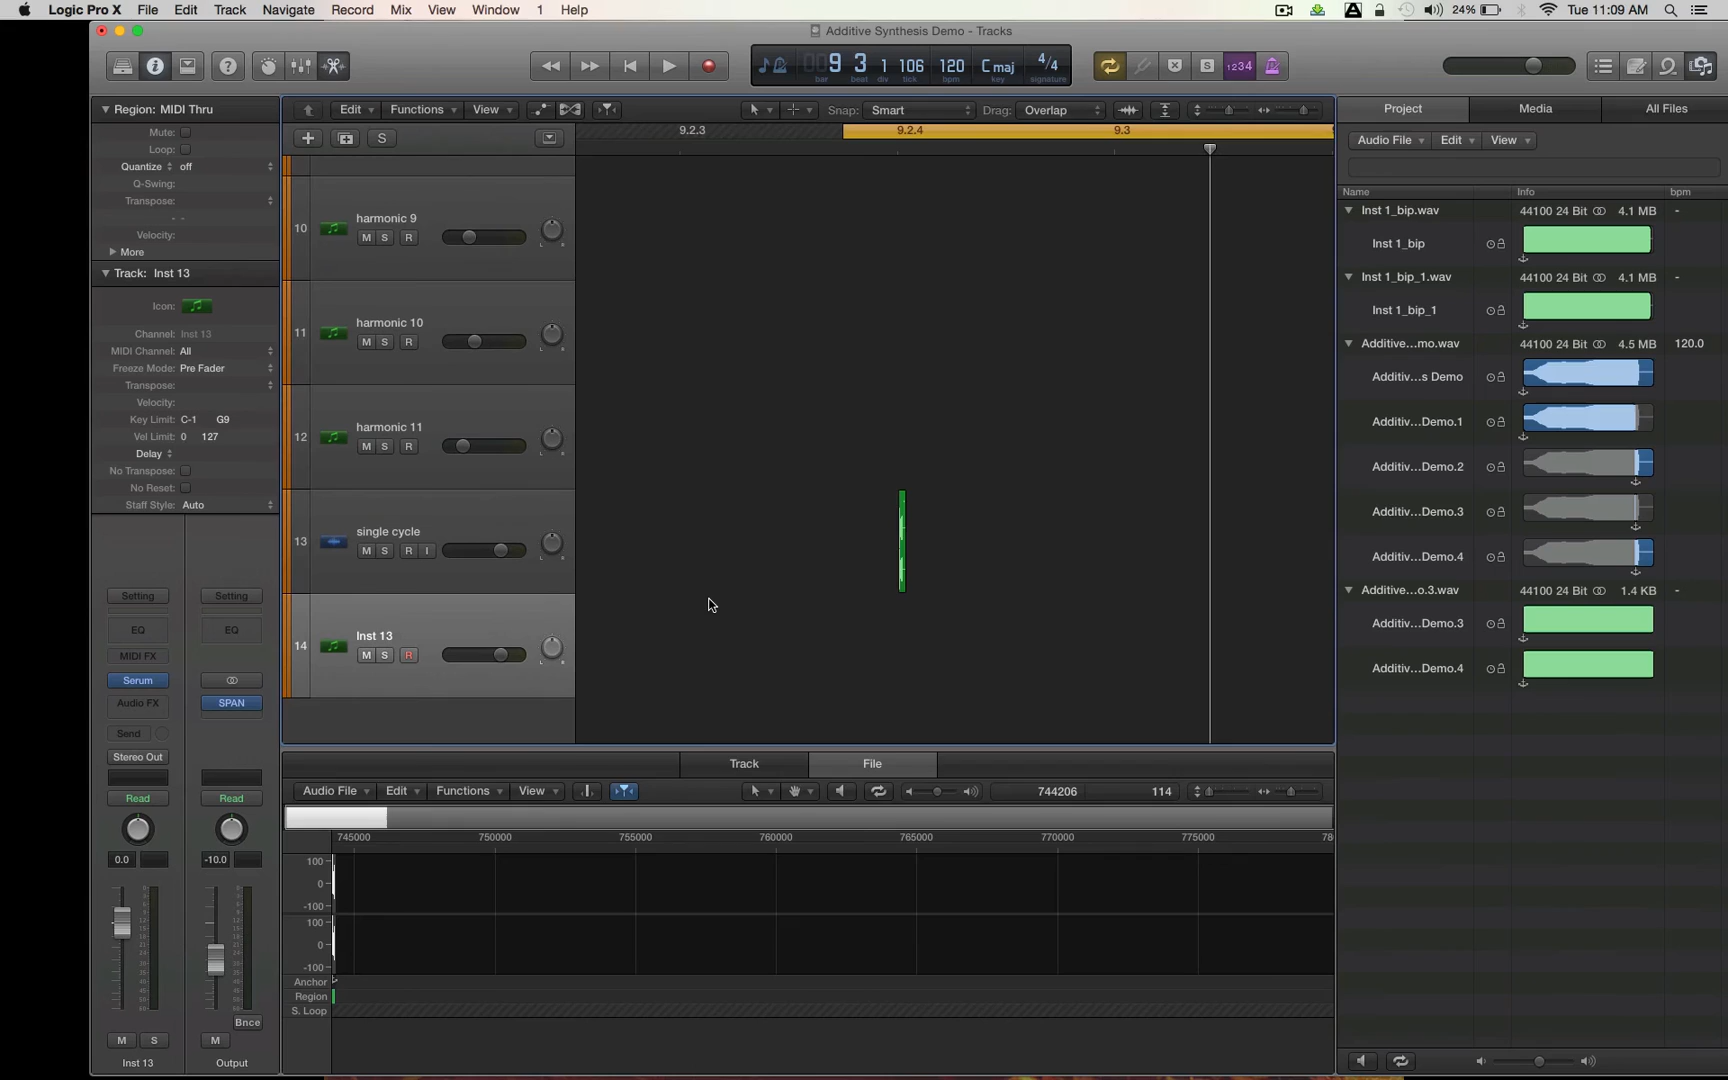 Logic Pro X File Edit Track Navigate Record Mix View Window 1 Help
24% Tue 11:09 AM
Additive Synthesis Demo - Tracks
9 3 1 106 120 C maj 4/4
bar beat div tick bpm key signature
S 1234
Region: MIDI Thru
Mute:
Loop:
Quantize off
Q-Swing:
Transpose:
- -
Velocity:
More
Track: Inst 13
Icon:
Channel: Inst 13
MIDI Channel: All
Freeze Mode: Pre Fader
Transpose:
Velocity:
Key Limit: C-1 G9
Vel Limit: 0 127
Delay
No Transpose:
No Reset:
Staff Style: Auto
Setting Setting
EQ EQ
MIDI FX
Serum
Audio FX SPAN
Send
Stereo Out
Read Read
0.0 -10.0
Bnce
M S M
Inst 13 Output
Edit Functions View Snap: Smart Drag: Overlap
S
9.2.3 9.2.4 9.3
10 harmonic 9
M S R
11 harmonic 10
M S R
12 harmonic 11
M S R
13 single cycle
M S R I
14 Inst 13
M S R
Track File
Audio File Edit Functions View 744206 114
745000 750000 755000 760000 765000 770000 775000 78
100
0
-100
100
0
-100
Anchor
Region
S. Loop
Project Media All Files
Audio File Edit View
Name Info bpm
Inst 1_bip.wav 44100 24 Bit 4.1 MB -
Inst 1_bip
Inst 1_bip_1.wav 44100 24 Bit 4.1 MB -
Inst 1_bip_1
Additive...mo.wav 44100 24 Bit 4.5 MB 120.0
Additiv...s Demo
Additiv...Demo.1
Additiv...Demo.2
Additiv...Demo.3
Additiv...Demo.4
Additive...o.3.wav 44100 24 Bit 1.4 KB -
Additiv...Demo.3
Additiv...Demo.4